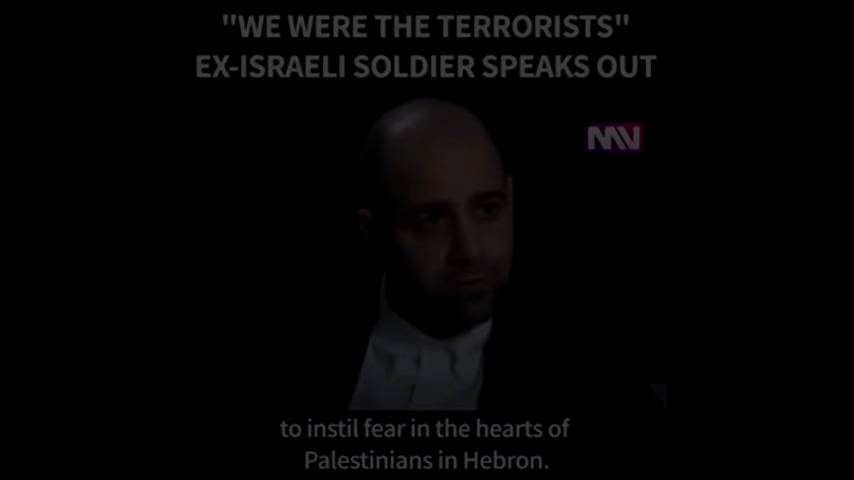 "WE WERE THE TERRORISTS"
EX-ISRAELI SOLDIER SPEAKS OUT
to instil fear in the hearts of
Palestinians in Hebron.